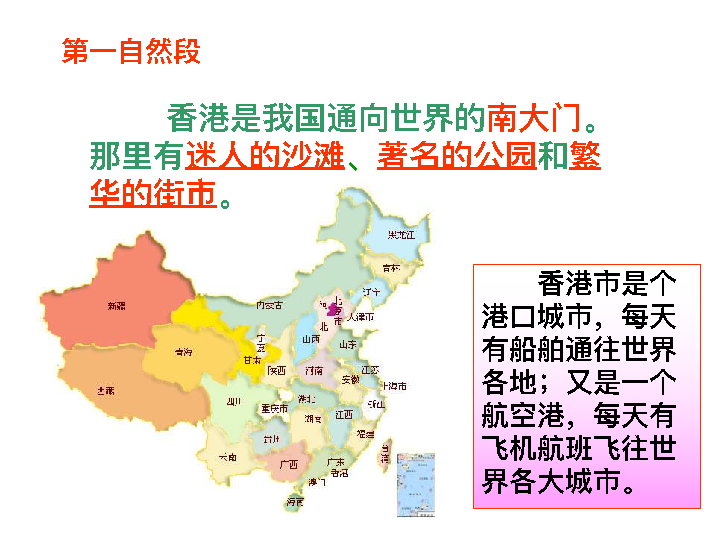 第一自然段
香港是我国通向世界的南大门。
那里有迷人的沙滩、著名的公园和繁
华的街市。
黑龙江
吉林
辽宁
内蒙古
新疆
北京市
河北
天津市
宁夏
山西
山东
青海
甘肃
陕西
河南
江苏
安徽
上海市
西藏
四川
重庆市
湖北
浙江
湖南
江西
贵州
福建
云南
广西
广东
台湾
香港
澳门
海南
香港市是个
港口城市，每天
有船舶通往世界
各地；又是一个
航空港，每天有
飞机航班飞往世
界各大城市。